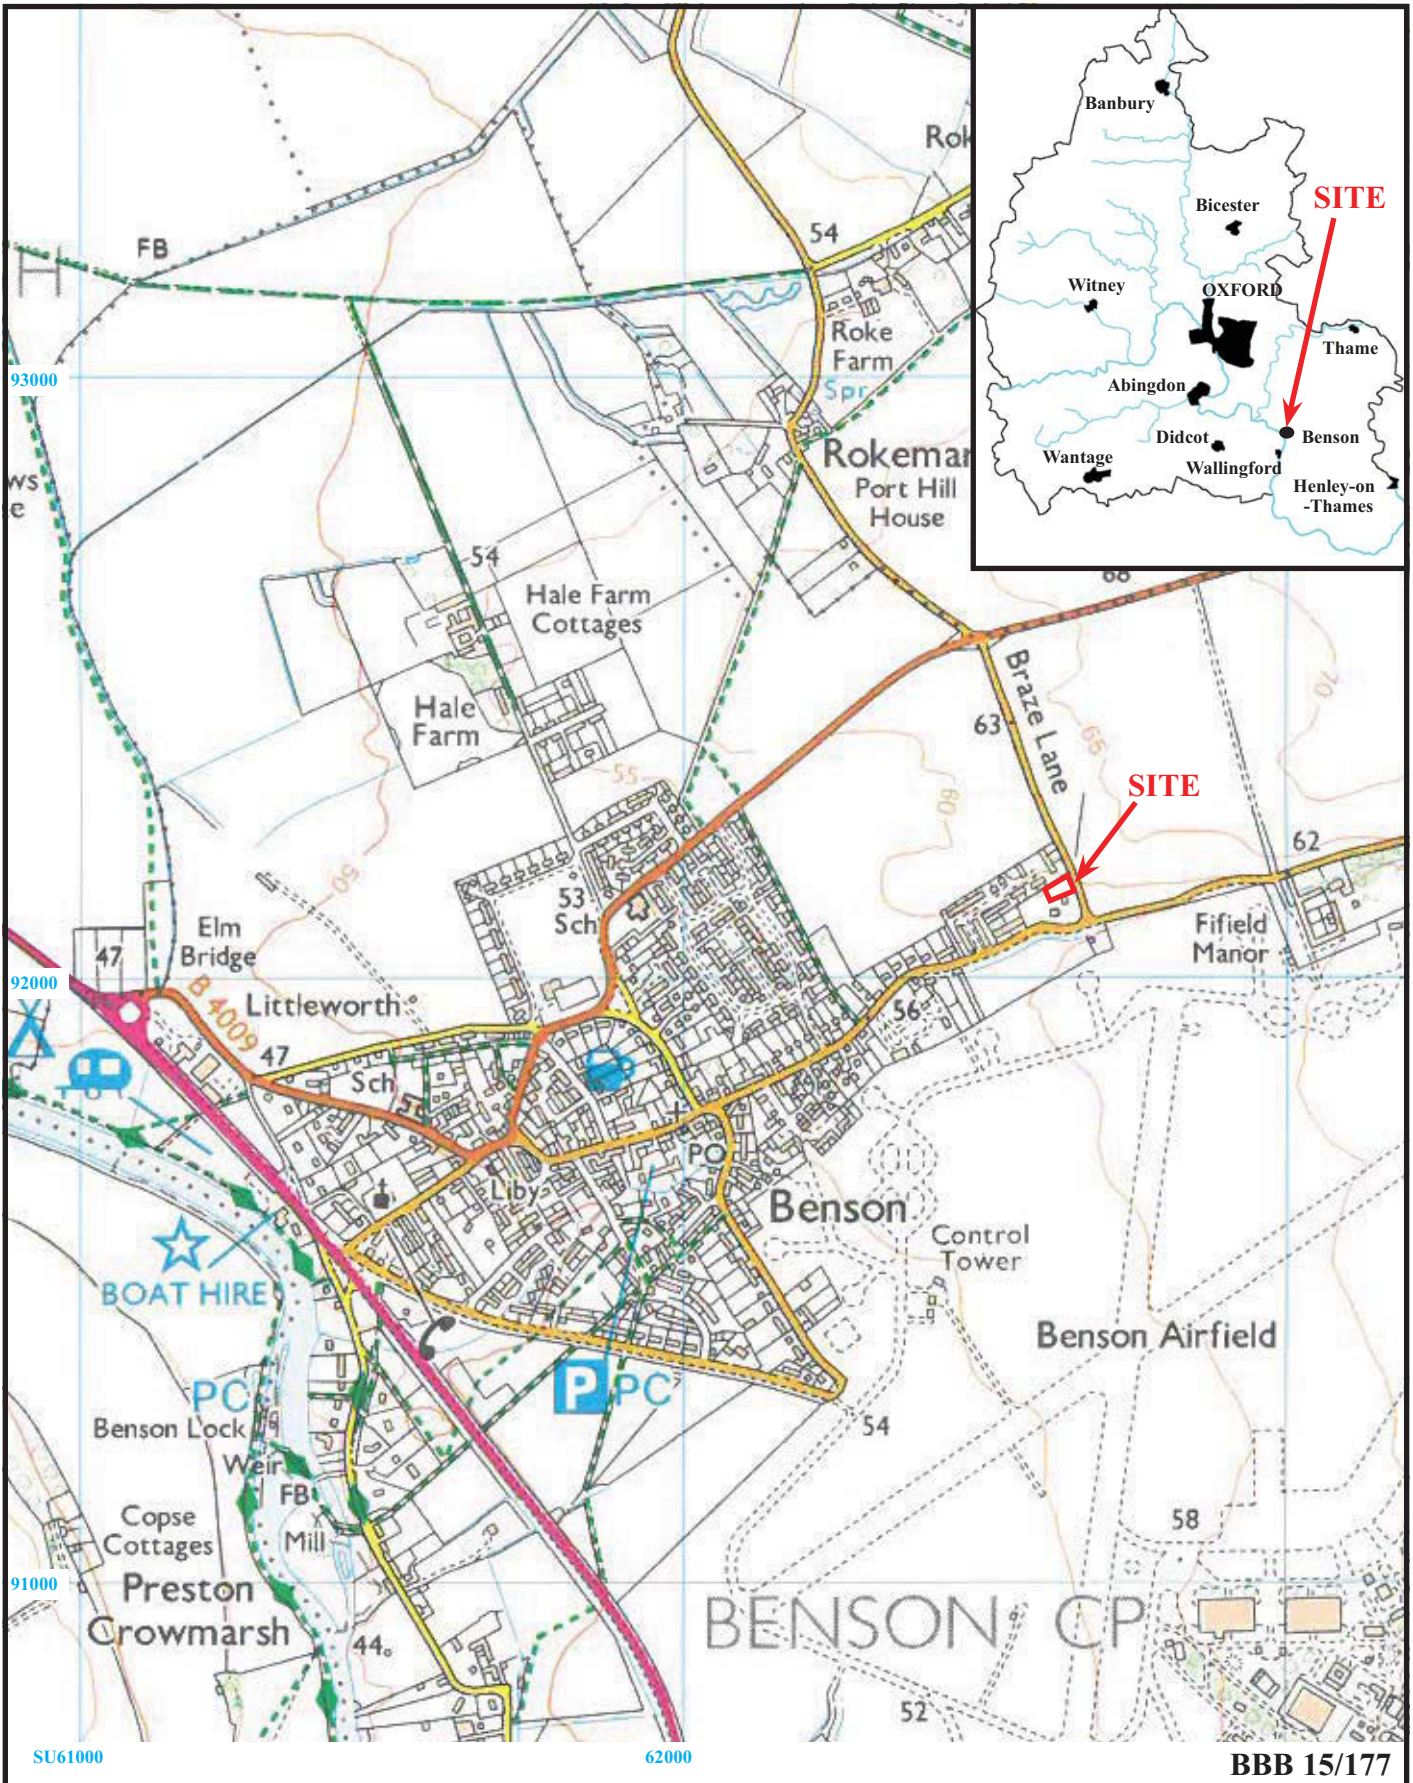 Banbury
Bicester
SITE
Witney
OXFORD
Thame
Abingdon
Didcot
Benson
Wantage
Wallingford
Henley-on
-Thames
Rok
54
FB
H
Roke
Farm
Spr
93000
Rokemar
Port Hill
House
ws
e
54
68
Hale Farm
Cottages
Braze Lane
70
Hale
Farm
63
65
55
60
SITE
62
50
53
Sch
Elm
Bridge
47
Fifield
Manor
92000
B 4009
Littleworth
56
47
Sch
PO
Liby
Benson
Control
Tower
BOAT HIRE
Benson Airfield
P
PC
PC
Benson Lock
54
Weir
FB
Copse
Cottages
Mill
58
91000
Preston
Crowmarsh
BENSON CP
44
52
SU61000
62000
BBB 15/177